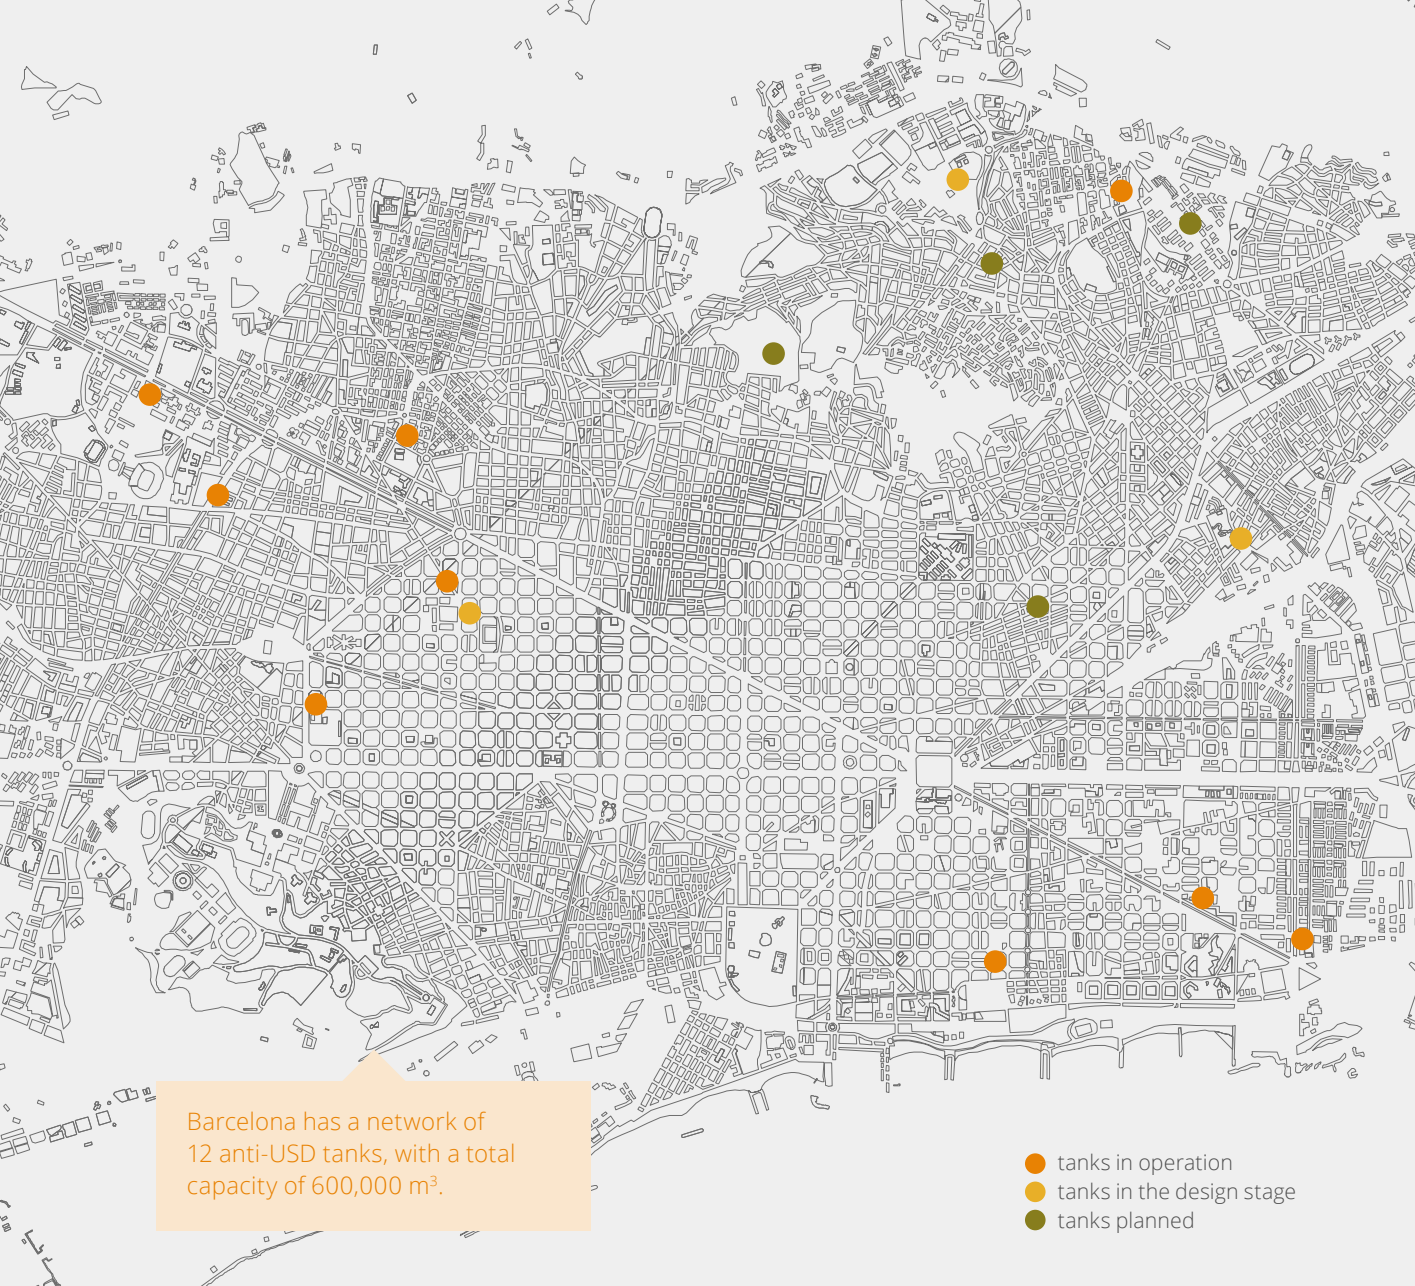 Barcelona has a network of
12 anti-USD tanks, with a total
capacity of 600,000 m³.
tanks in operation
tanks in the design stage
tanks planned